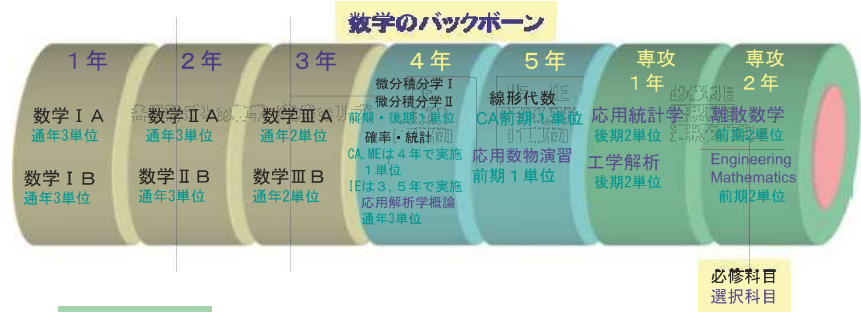 数学のバックボーン
1年
数学ⅠA
通年3単位
数学ⅠB
通年3単位
2年
数学ⅡA
通年3単位
数学ⅡB
通年3単位
3年
数学ⅢA
通年2単位
数学ⅢB
通年2単位
4年
微分積分学Ⅰ
微分積分学Ⅱ
前期・後期1単位
確率・統計
CA,MEは4年で実施
1単位
IEは3,5年で実施
応用解析学概論
通年3単位
5年
線形代数
CA前期1単位
応用数物演習
前期1単位
専攻
1年
応用統計学
後期2単位
工学解析
後期2単位
専攻
2年
離散数学
前期2単位
Engineering
Mathematics
前期2単位
必修科目
選択科目